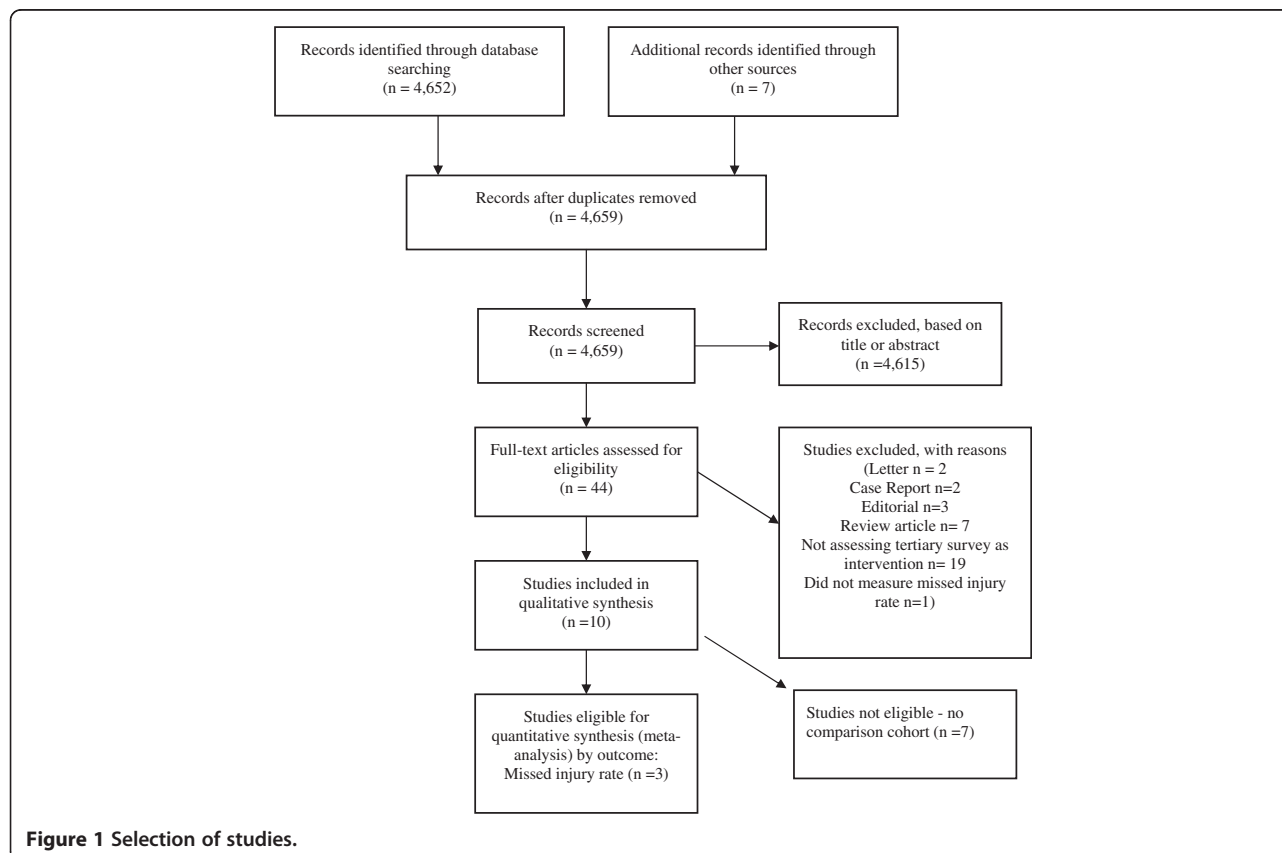 Records identified through database
searching
(n = 4,652)
Additional records identified through
other sources
(n = 7)
Records after duplicates removed
(n = 4,659)
Records screened
(n = 4,659)
Records excluded, based on
title or abstract
(n =4,615)
Full-text articles assessed for
eligibility
(n = 44)
Studies excluded, with reasons
(Letter n = 2
Case Report n=2
Editorial n=3
Review article n= 7
Not assessing tertiary survey as
intervention n= 19
Did not measure missed injury
rate n=1)
Studies included in
qualitative synthesis
(n =10)
Studies not eligible - no
comparison cohort (n =7)
Studies eligible for
quantitative synthesis (meta-
analysis) by outcome:
Missed injury rate (n =3)
Figure 1 Selection of studies.